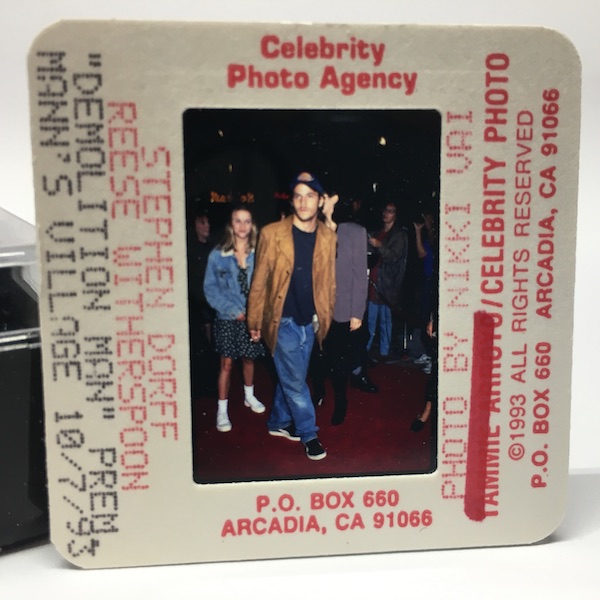 Celebrity
Photo Agency
"DEMOLITION MAN" PREM
MANN'S VILLAGE 10/7/93
STEPHEN DORFF
REESE WITHERSPOON
PHOTO BY NIKKI VAI
/CELEBRITY PHOTO
©1993 ALL RIGHTS RESERVED
P.O. BOX 660 ARCADIA, CA 91066
P.O. BOX 660
ARCADIA, CA 91066